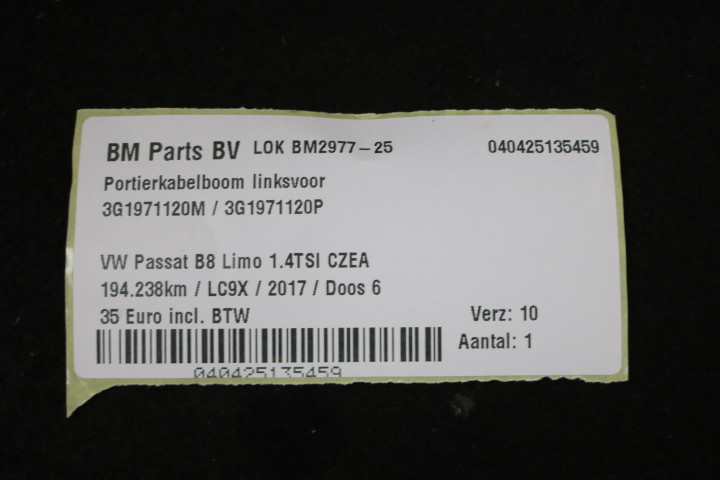 BM Parts BV LOK BM2977-25 040425135459
Portierkabelboom linksvoor
3G1971120M / 3G1971120P
VW Passat B8 Limo 1.4TSI CZEA
194.238km / LC9X / 2017 / Doos 6
35 Euro incl. BTW Verz: 10
Aantal: 1
040425135459